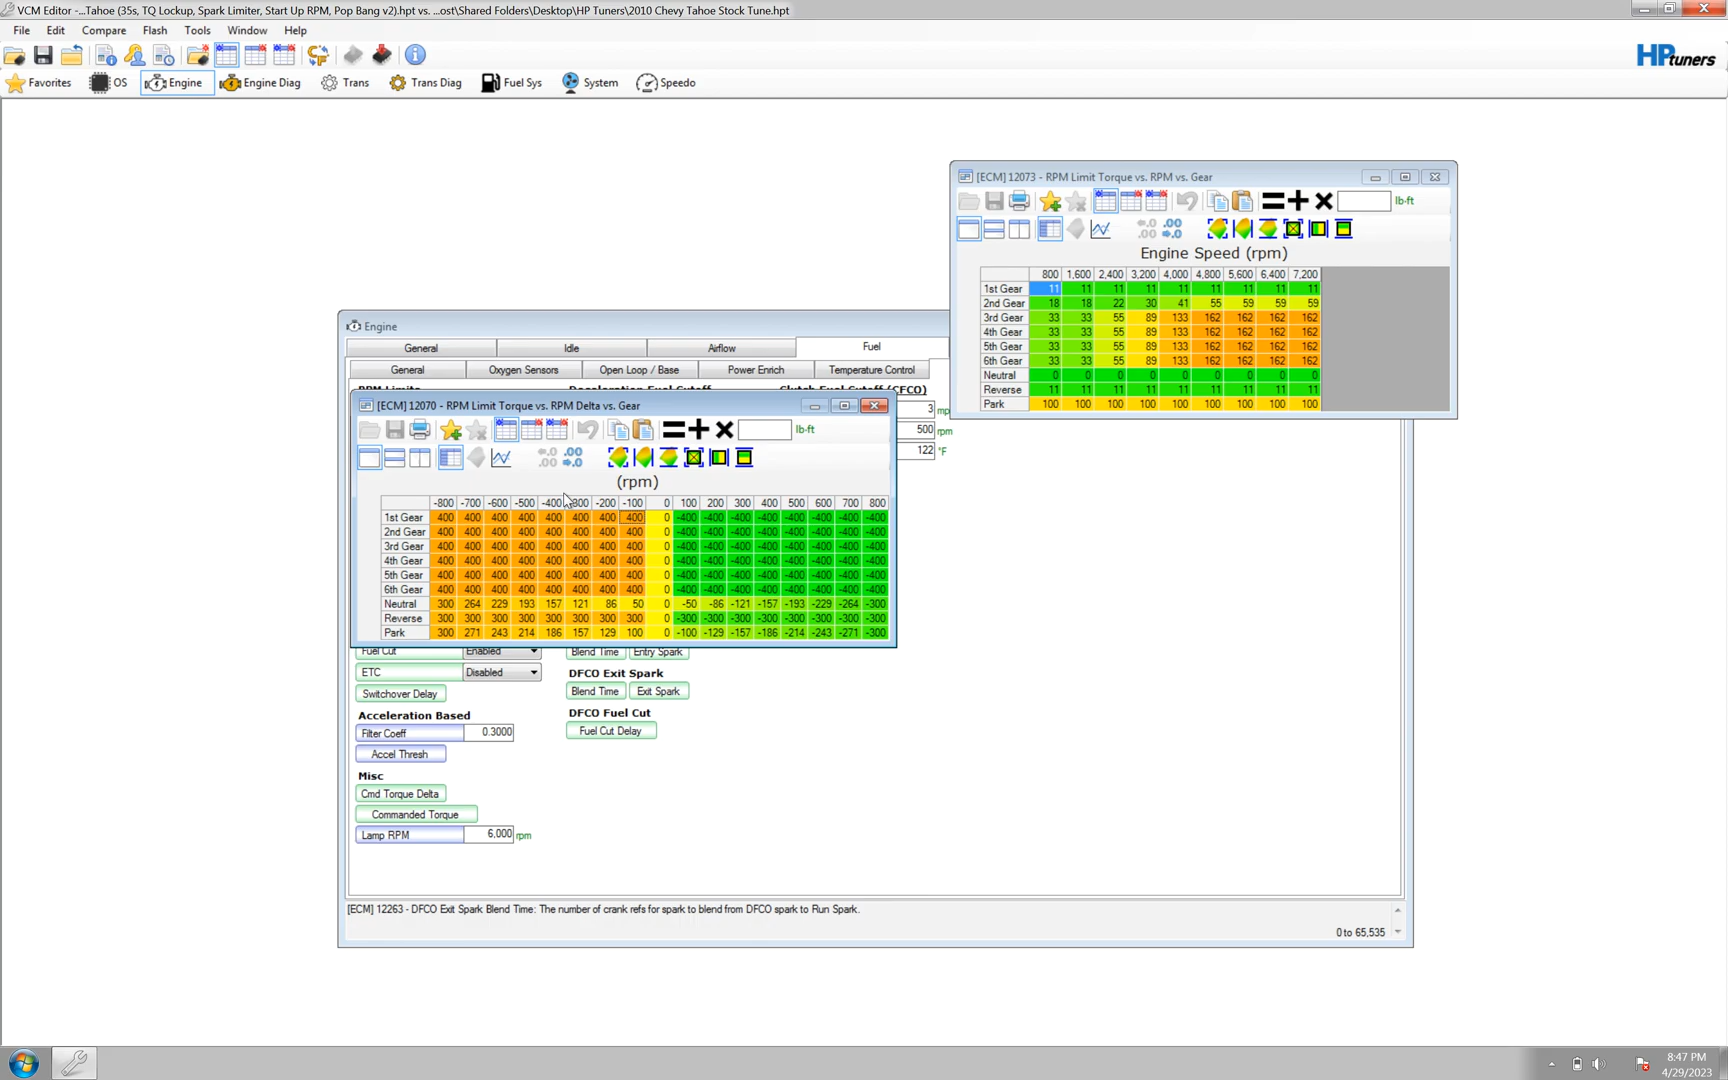 VCM Editor -...Tahoe (35s, TQ Lockup, Spark Limiter, Start Up RPM, Pop Bang v2).hpt vs. ...ost\Shared Folders\Desktop\HP Tuners\2010 Chevy Tahoe Stock Tune.hpt
File Edit Compare Flash Tools Window Help
HPtuners
Favorites OS Engine Engine Diag Trans Trans Diag Fuel Sys System Speedo
[ECM] 12073 - RPM Limit Torque vs. RPM vs. Gear
lb-ft
Engine Speed (rpm)
800 1,600 2,400 3,200 4,000 4,800 5,600 6,400 7,200
1st Gear 11 11 11 11 11 11 11 11 11
2nd Gear 18 18 22 30 41 55 59 59 59
3rd Gear 33 33 55 89 133 162 162 162 162
4th Gear 33 33 55 89 133 162 162 162 162
5th Gear 33 33 55 89 133 162 162 162 162
6th Gear 33 33 55 89 133 162 162 162 162
Neutral 0 0 0 0 0 0 0 0 0
Reverse 11 11 11 11 11 11 11 11 11
Park 100 100 100 100 100 100 100 100 100
Engine
General Idle Airflow Fuel
General Oxygen Sensors Open Loop / Base Power Enrich Temperature Control
RPM Limits Deceleration Fuel Cutoff Clutch Fuel Cutoff (CFCO)
3 mp
500 rpm
122 °F
[ECM] 12070 - RPM Limit Torque vs. RPM Delta vs. Gear
lb-ft
(rpm)
-800 -700 -600 -500 -400 -300 -200 -100 0 100 200 300 400 500 600 700 800
1st Gear 400 400 400 400 400 400 400 400 0 -400 -400 -400 -400 -400 -400 -400 -400
2nd Gear 400 400 400 400 400 400 400 400 0 -400 -400 -400 -400 -400 -400 -400 -400
3rd Gear 400 400 400 400 400 400 400 400 0 -400 -400 -400 -400 -400 -400 -400 -400
4th Gear 400 400 400 400 400 400 400 400 0 -400 -400 -400 -400 -400 -400 -400 -400
5th Gear 400 400 400 400 400 400 400 400 0 -400 -400 -400 -400 -400 -400 -400 -400
6th Gear 400 400 400 400 400 400 400 400 0 -400 -400 -400 -400 -400 -400 -400 -400
Neutral 300 264 229 193 157 121 86 50 0 -50 -86 -121 -157 -193 -229 -264 -300
Reverse 300 300 300 300 300 300 300 300 0 -300 -300 -300 -300 -300 -300 -300 -300
Park 300 271 243 214 186 157 129 100 0 -100 -129 -157 -186 -214 -243 -271 -300
Fuel Cut Enabled Blend Time Entry Spark
ETC Disabled DFCO Exit Spark
Switchover Delay Blend Time Exit Spark
Acceleration Based DFCO Fuel Cut
Filter Coeff 0.3000 Fuel Cut Delay
Accel Thresh
Misc
Cmd Torque Delta
Commanded Torque
Lamp RPM 6.000 rpm
[ECM] 12263 - DFCO Exit Spark Blend Time: The number of crank refs for spark to blend from DFCO spark to Run Spark.
0 to 65,535
8:47 PM
4/29/2023